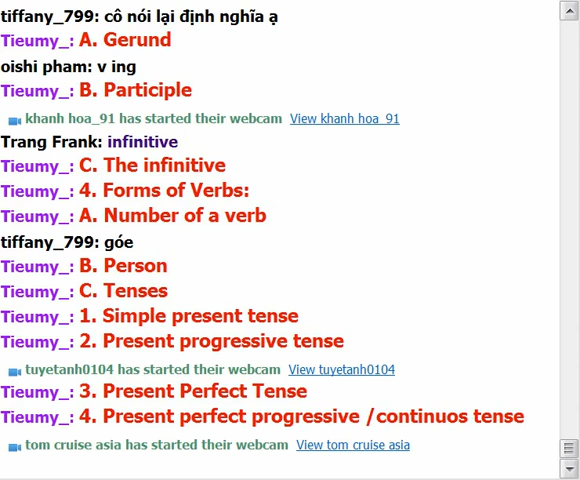 tiffany_799: cô nói lại định nghĩa ạ
Tieumy_: A. Gerund
oishi pham: v ing
Tieumy_: B. Participle
khanh hoa_91 has started their webcam View khanh hoa_91
Trang Frank: infinitive
Tieumy_: C. The infinitive
Tieumy_: 4. Forms of Verbs:
Tieumy_: A. Number of a verb
tiffany_799: góe
Tieumy_: B. Person
Tieumy_: C. Tenses
Tieumy_: 1. Simple present tense
Tieumy_: 2. Present progressive tense
tuyetanh0104 has started their webcam View tuyetanh0104
Tieumy_: 3. Present Perfect Tense
Tieumy_: 4. Present perfect progressive /continuos tense
tom cruise asia has started their webcam View tom cruise asia